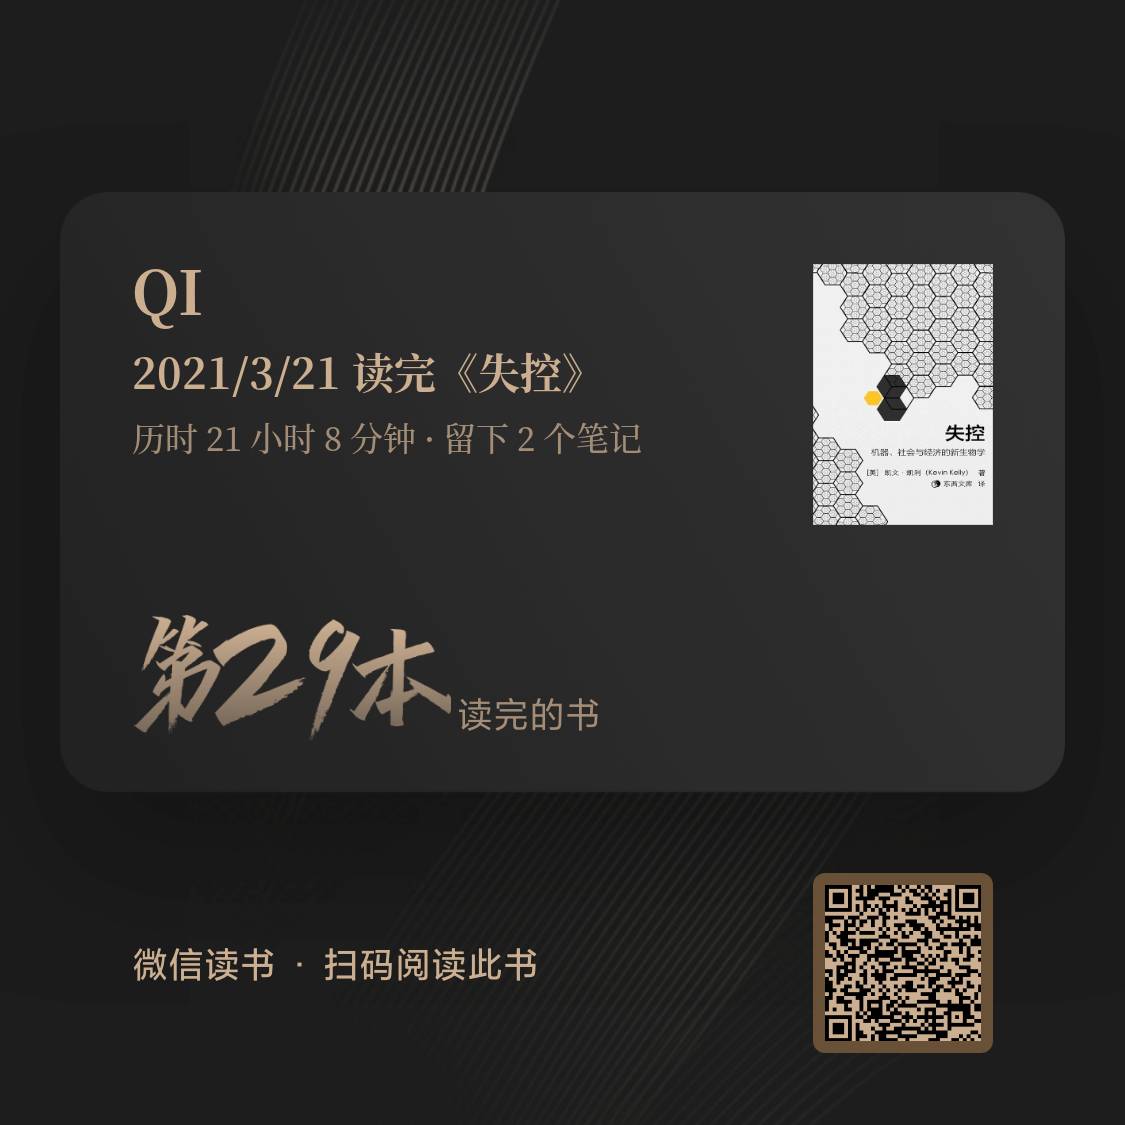 QI
2021/3/21 读完《失控》
历时 21 小时 8 分钟 · 留下 2 个笔记
失控
机器、社会与经济的新生物学
[美] 凯文·凯利 (Kevin Kelly) 著
东西文库 译
第29本读完的书
微信读书 · 扫码阅读此书